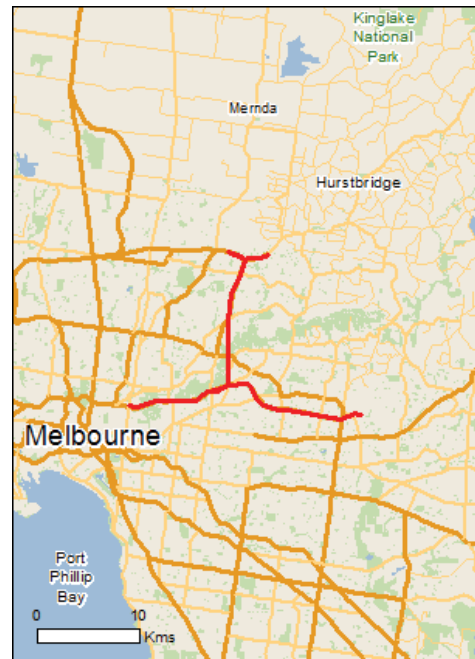 Kinglake
National
Park
Mernda
Hurstbridge
Melbourne
Port
Phillip
Bay
0 10
Kms